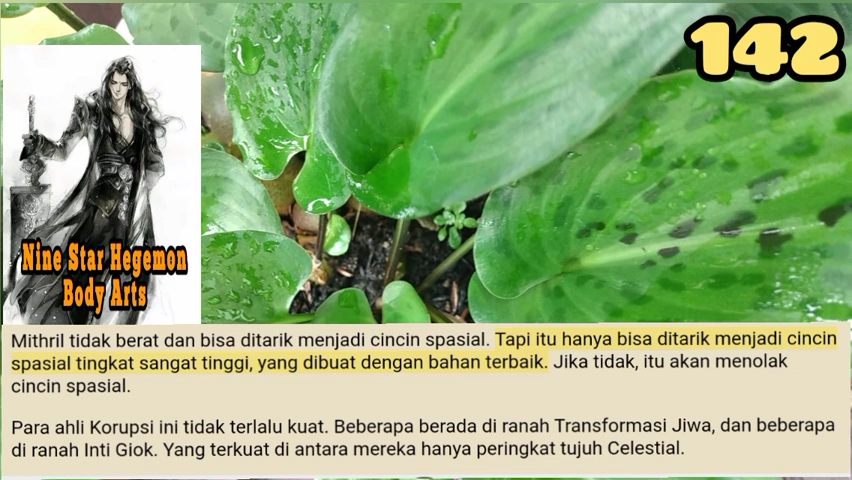 142
Nine Star Hegemon
Body Arts
Mithril tidak berat dan bisa ditarik menjadi cincin spasial. Tapi itu hanya bisa ditarik menjadi cincin
spasial tingkat sangat tinggi, yang dibuat dengan bahan terbaik. Jika tidak, itu akan menolak
cincin spasial.
Para ahli Korupsi ini tidak terlalu kuat. Beberapa berada di ranah Transformasi Jiwa, dan beberapa
di ranah Inti Giok. Yang terkuat di antara mereka hanya peringkat tujuh Celestial.